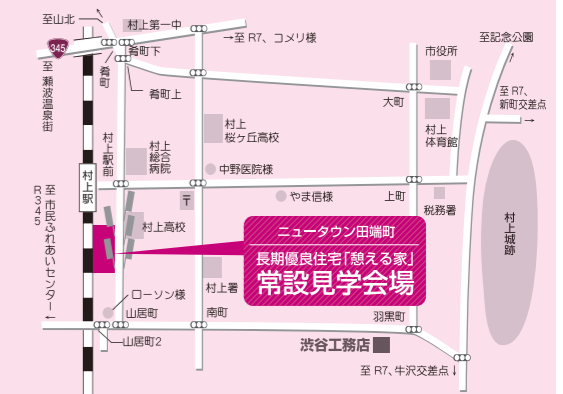 至山北
村上第一中
→至 R7、コメリ様
345
肴町下
至記念公園
市役所
至 瀬波温泉街
肴町
肴町上
大町
至 R7、
新町交差点
→
村上
桜ヶ丘高校
村上
体育館
村上駅前
村上
総合
病院
中野医院様
村上駅
やま信様
上町
税務署
〒
村上城跡
至 市民ふれあいセンター
R345
←
村上高校
ニュータウン田端町
長期優良住宅「憩える家」
常設見学会場
村上署
ローソン様
山居町
南町
羽黒町
山居町2
渋谷工務店
至 R7、牛沢交差点↓